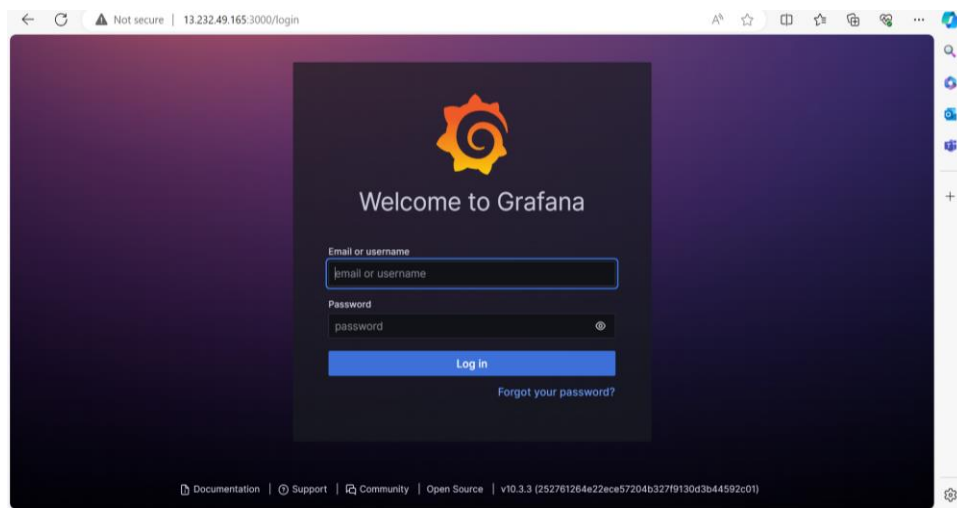 Not secure | 13.232.49.165:3000/login
Welcome to Grafana
Email or username
email or username
Password
password
Log in
Forgot your password?
Documentation | Support | Community | Open Source | v10.3.3 (252761264e22ece57204b327f9130d3b44592c01)